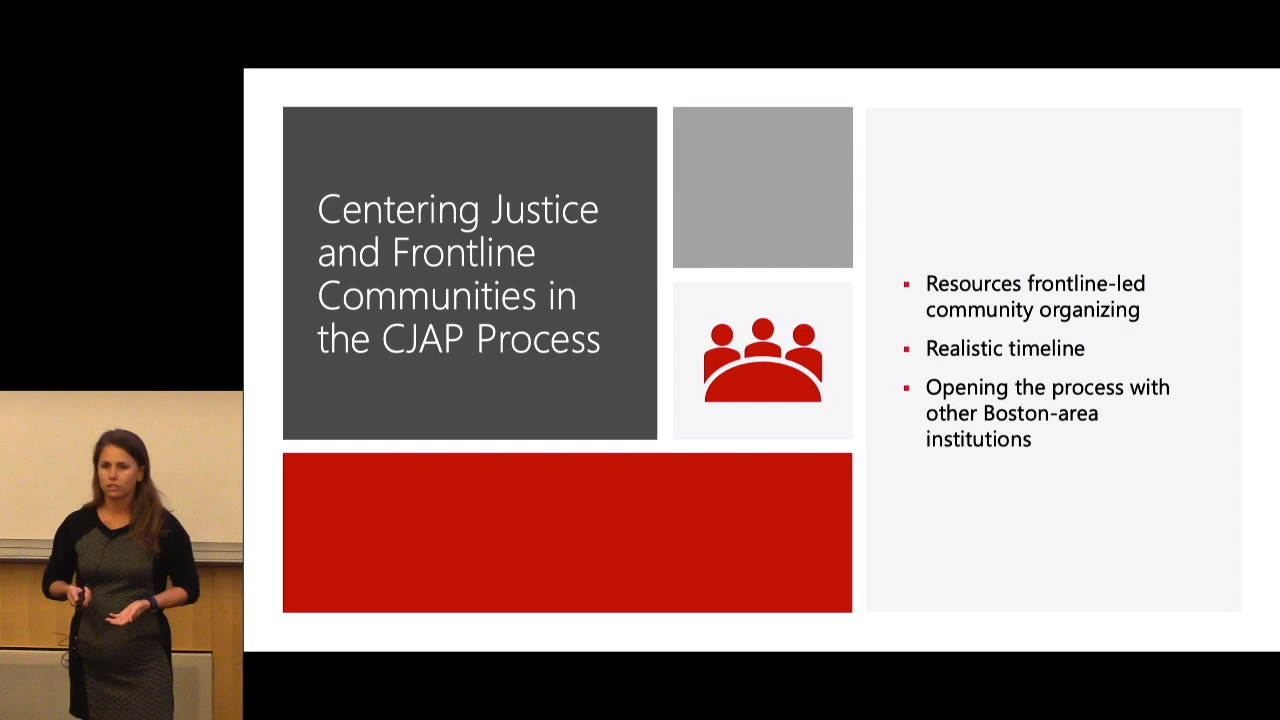 Centering Justice
and Frontline
Communities in
the CJAP Process
Resources frontline-led
community organizing
Realistic timeline
Opening the process with
other Boston-area
institutions